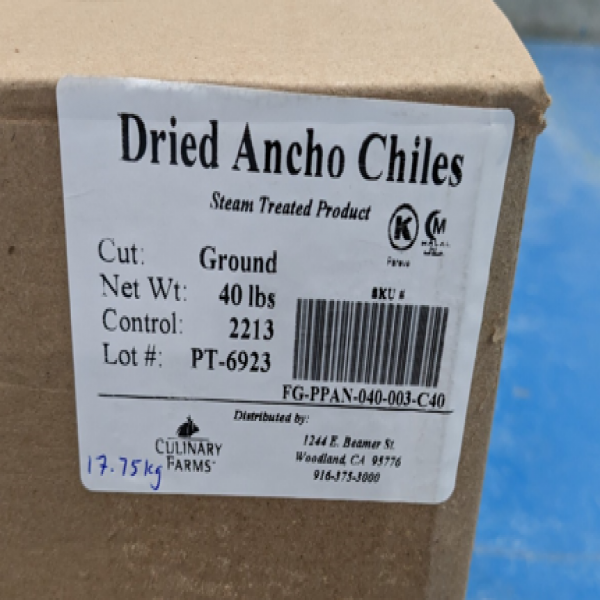 Dried Ancho Chiles
Steam Treated Product
K
M
Pareve
Cut: Ground
Net Wt: 40 lbs
Control: 2213
Lot #: PT-6923
SKU #
FG-PPAN-040-003-C40
Distributed by:
CULINARY
FARMS
1244 E. Beamer St.
Woodland, CA 95776
916-375-3000
17.75kg